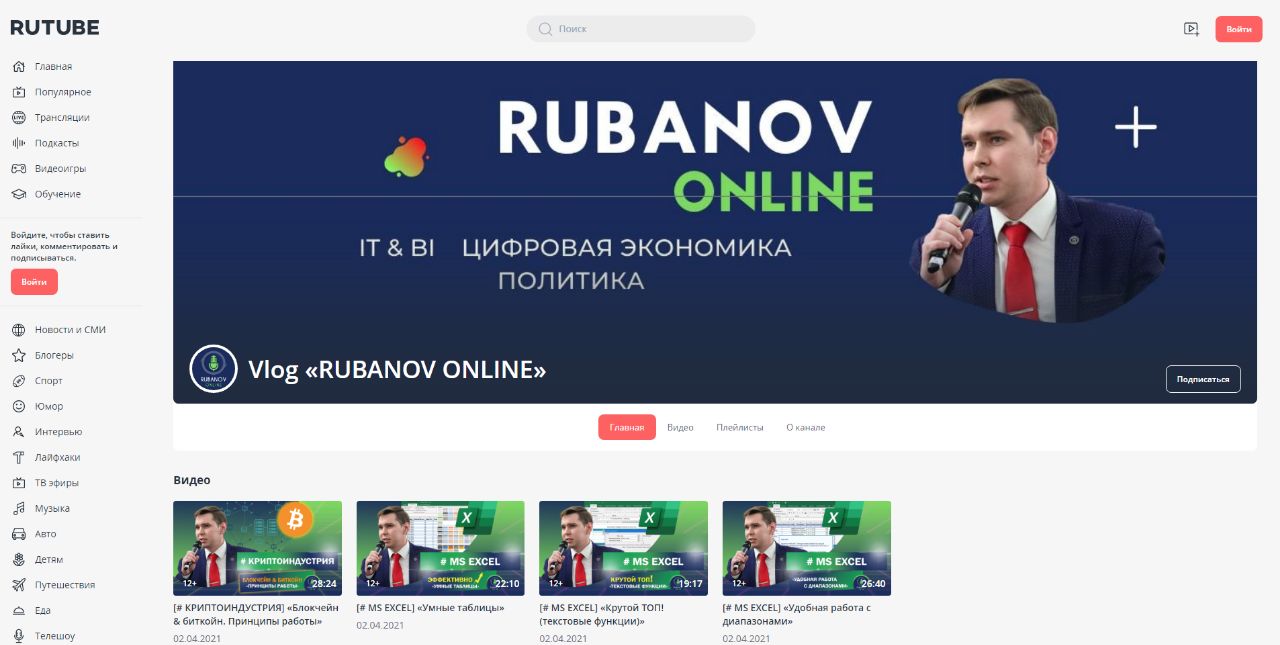 RUTUBE
Поиск
Войти
Главная
Популярное
Трансляции
Подкасты
Видеоигры
Обучение
Войдите, чтобы ставить
лайки, комментировать и
подписываться.
Войти
Новости и СМИ
Блогеры
Спорт
Юмор
Интервью
Лайфхаки
ТВ эфиры
Музыка
Авто
Детям
Путешествия
Еда
Телешоу
RUBANOV
ONLINE
IT & BI ЦИФРОВАЯ ЭКОНОМИКА
ПОЛИТИКА
RUBANOV
ONLINE
Vlog «RUBANOV ONLINE»
Подписаться
Главная Видео Плейлисты О канале
Видео
# КРИПТОИНДУСТРИЯ
БЛОКЧЕЙН & БИТКОЙН
•ПРИНЦИПЫ РАБОТЫ•
12+
28:24
[# КРИПТОИНДУСТРИЯ] «Блокчейн
& биткойн. Принципы работы»
02.04.2021
X
# MS EXCEL
ЭФФЕКТИВНО
•УМНЫЕ ТАБЛИЦЫ•
12+
22:10
[# MS EXCEL] «Умные таблицы»
02.04.2021
X
# MS EXCEL
КРУТОЙ ТОП!
•ТЕКСТОВЫЕ ФУНКЦИИ•
12+
19:17
[# MS EXCEL] «Крутой ТОП!
(текстовые функции)»
02.04.2021
X
# MS EXCEL
•УДОБНАЯ РАБОТА
С ДИАПАЗОНАМИ•
12+
26:40
[# MS EXCEL] «Удобная работа с
диапазонами»
02.04.2021